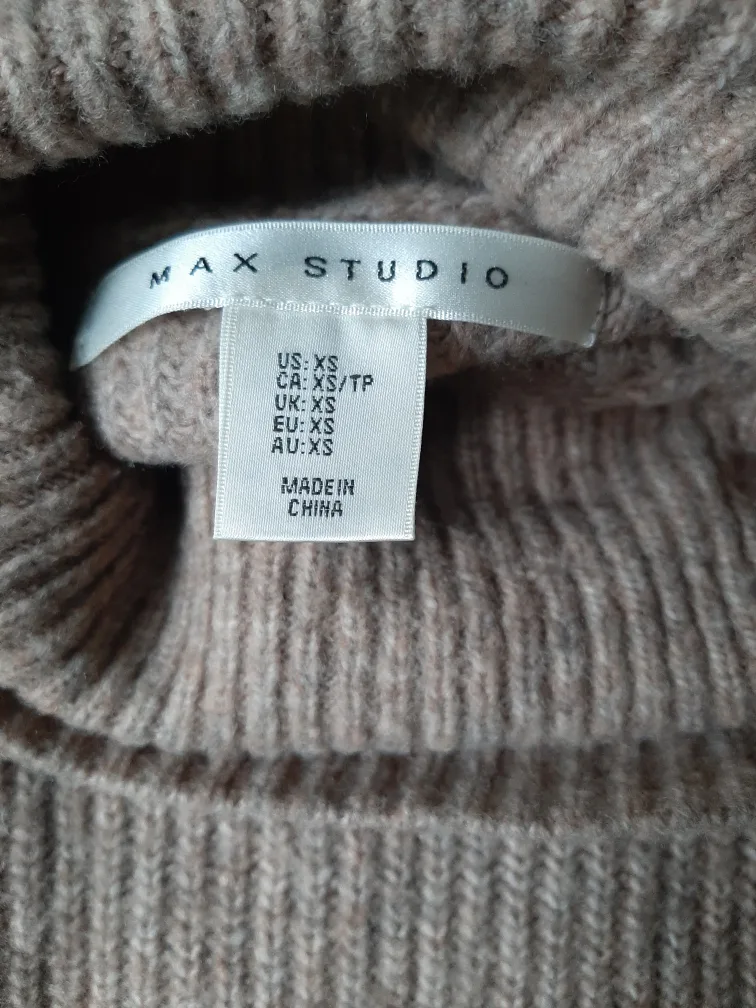 MAX STUDIO
US:XS
CA:XS/TP
UK:XS
EU:XS
AU:XS
MADE IN
CHINA